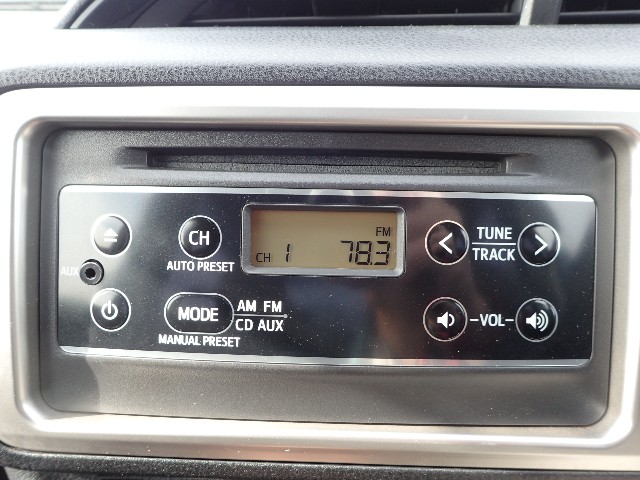 FM
CH 1 78.3
CH
AUTO PRESET
AUX
MODE
AM FM
CD AUX
MANUAL PRESET
TUNE
TRACK
-VOL-